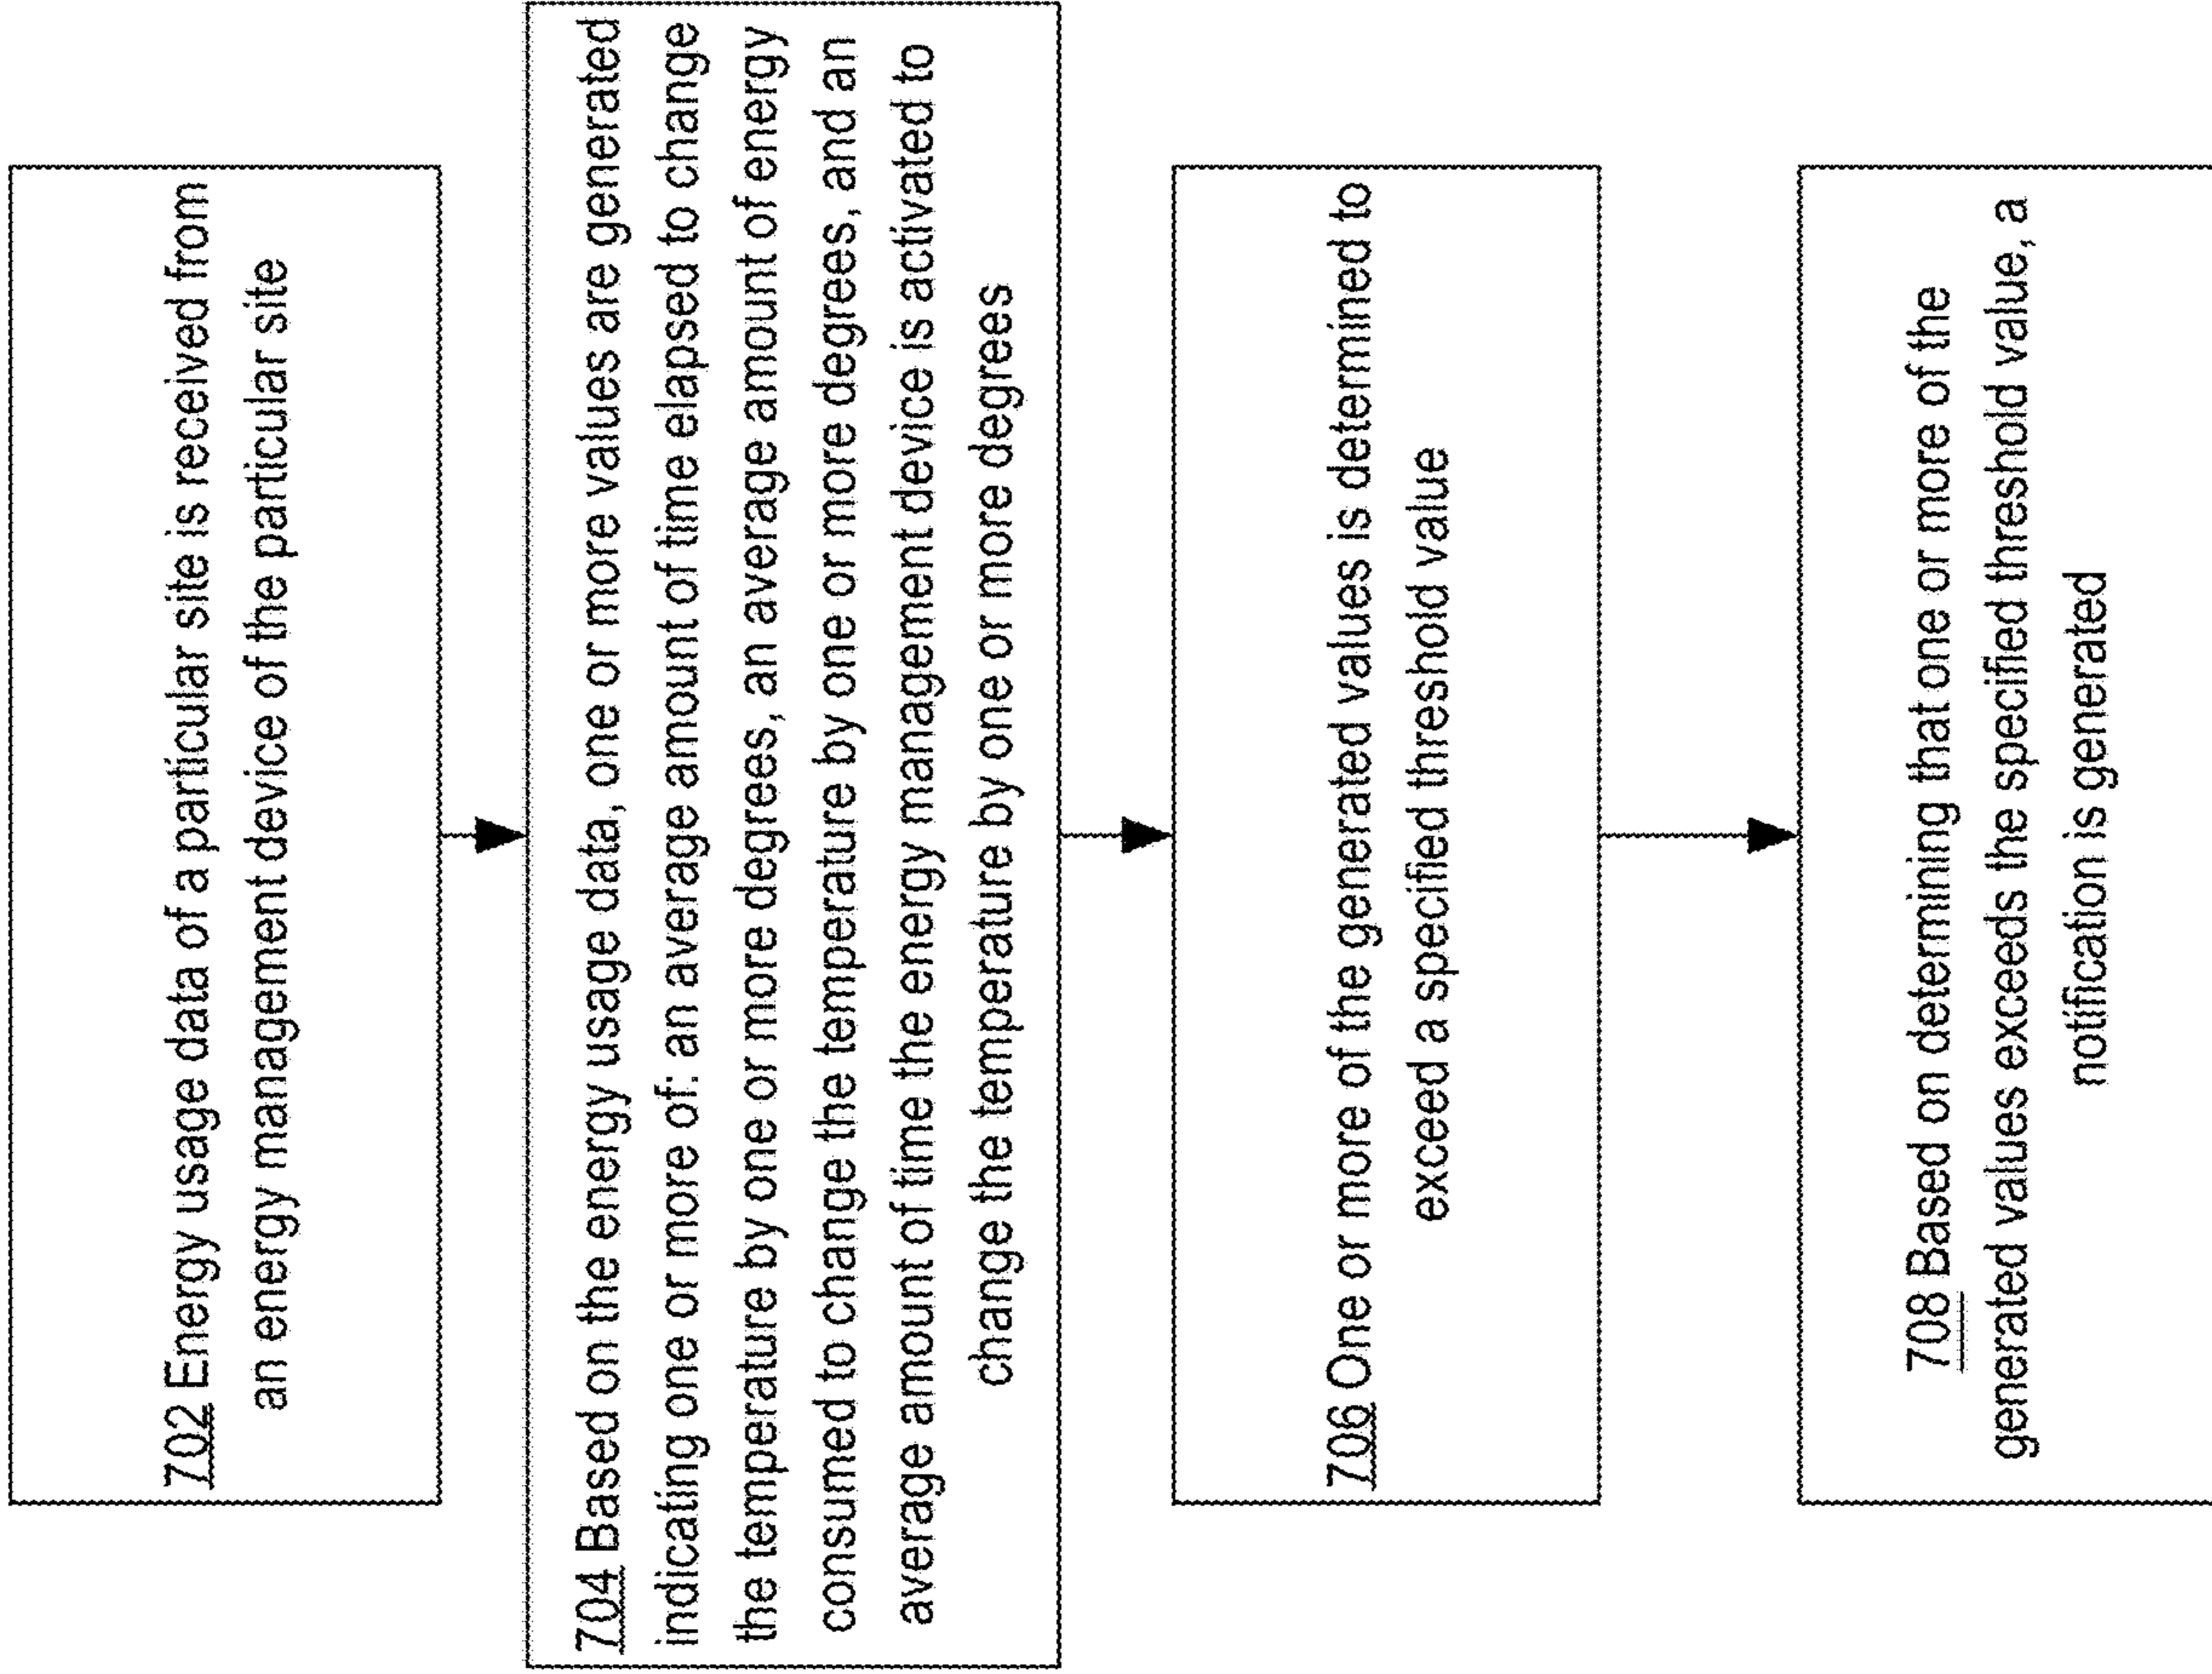 702 Energy usage data of a particular site is received from
an energy management device of the particular site
704 Based on the energy usage data, one or more values are generated
indicating one or more of: an average amount of time elapsed to change
the temperature by one or more degrees, an average amount of energy
consumed to change the temperature by one or more degrees, and an
average amount of time the energy management device is activated to
change the temperature by one or more degrees
706 One or more of the generated values is determined to
exceed a specified threshold value
708 Based on determining that one or more of the
generated values exceeds the specified threshold value, a
notification is generated